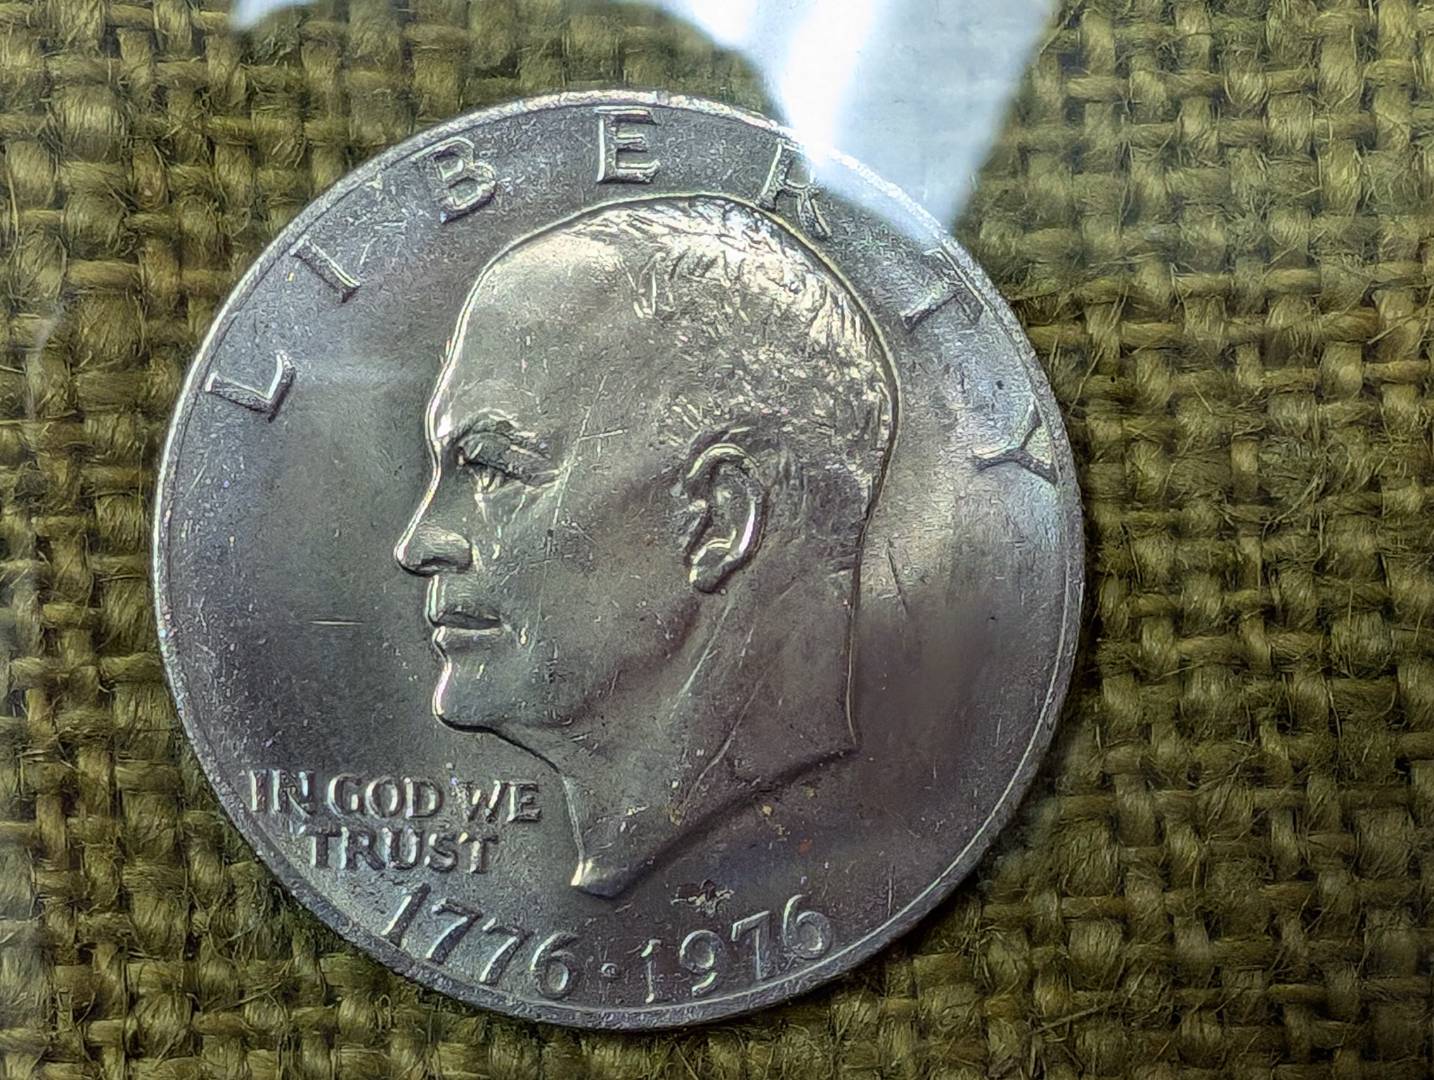 LIBERTY
IN GOD WE
TRUST
1776·1976